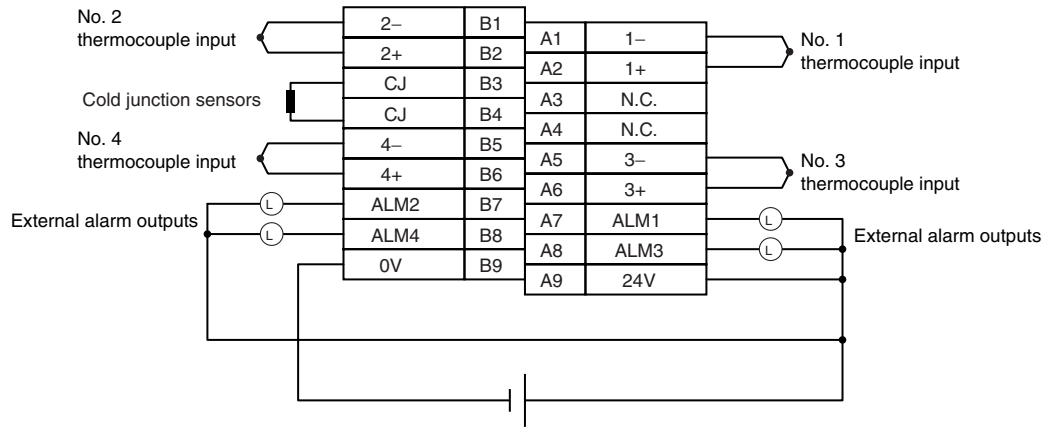 No. 2
thermocouple input
Cold junction sensors
No. 4
thermocouple input
External alarm outputs
L
L
2− B1
2+ B2
CJ B3
CJ B4
4− B5
4+ B6
ALM2 B7
ALM4 B8
0V B9
A1 1−
A2 1+
A3 N.C.
A4 N.C.
A5 3−
A6 3+
A7 ALM1
A8 ALM3
A9 24V
No. 1
thermocouple input
No. 3
thermocouple input
L
L
External alarm outputs